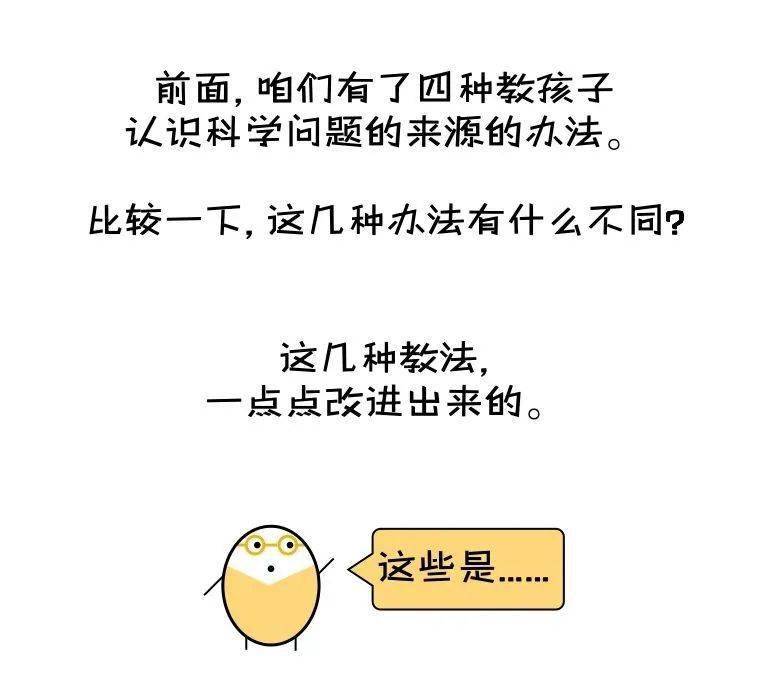 前面,咱们有了四种教孩子
认识科学问题的来源的办法。
比较一下,这几种办法有什么不同?
这几种教法,
一点点改进出来的。
这些是……